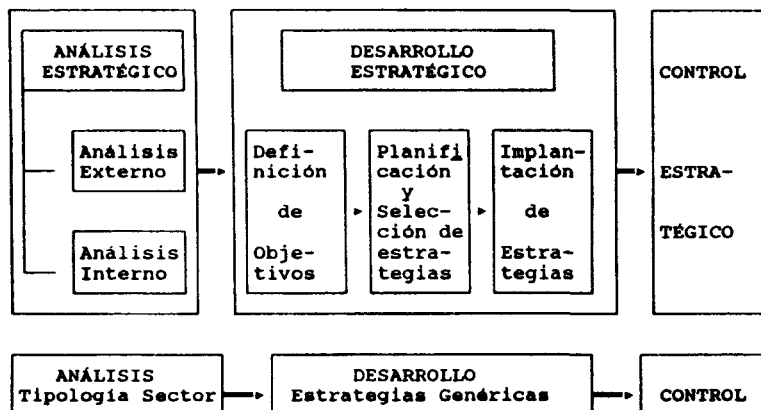 ANÁLISIS
ESTRATÉGICO
Análisis
Externo
Análisis
Interno
DESARROLLO
ESTRATÉGICO
Defi-
nición
de
Obje-
tivos
Planifi
cación
y
Selec-
ción de
estra-
tegias
Implan-
tación
de
Estra-
tegias
CONTROL
ESTRA-
TÉGICO
ANÁLISIS
Tipología Sector
DESARROLLO
Estrategias Genéricas
CONTROL